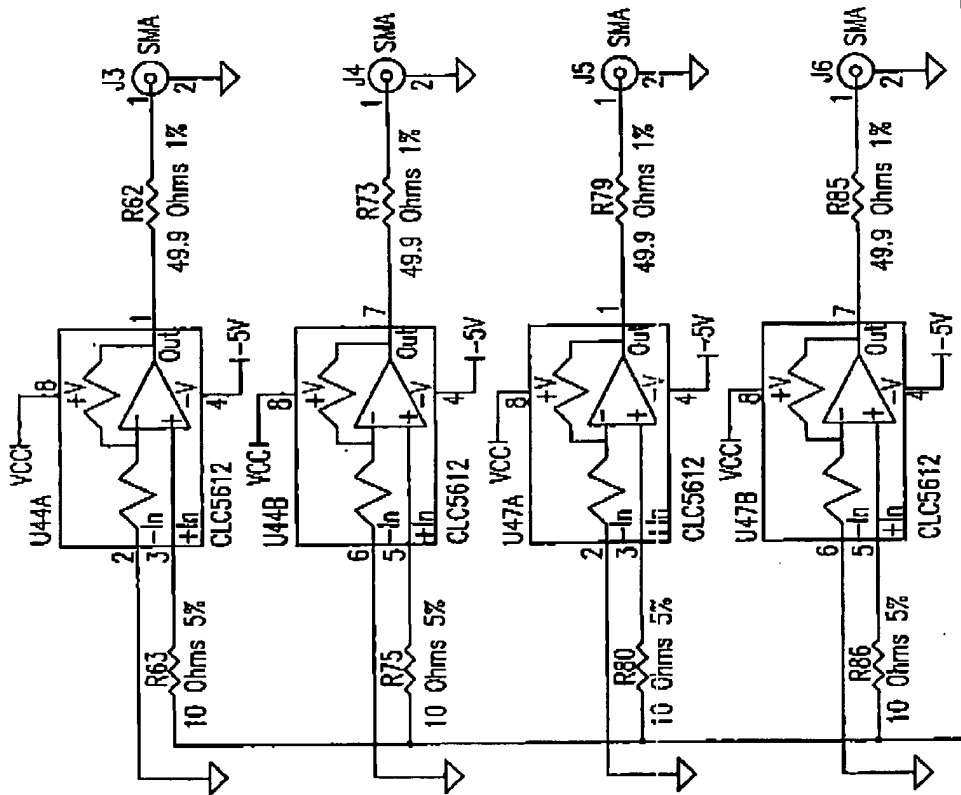 VCC
8
U44A
+V
2
-In
3
+In
-
+
-V
Out
1
4
-5V
CLC5612
R63
10 Ohms 5%
R62
49.9 Ohms 1%
J3
SMA
1
2
VCC
8
U44B
+V
6
-In
5
+In
-
+
-V
Out
7
4
-5V
CLC5612
R75
10 Ohms 5%
R73
49.9 Ohms 1%
J4
SMA
1
2
VCC
8
U47A
+V
2
-In
3
+In
-
+
-V
Out
1
4
-5V
CLC5612
R80
10 Ohms 5%
R79
49.9 Ohms 1%
J5
SMA
1
2
VCC
8
U47B
+V
6
-In
5
+In
-
+
-V
Out
7
4
-5V
CLC5612
R86
10 Ohms 5%
R85
49.9 Ohms 1%
J6
SMA
1
2